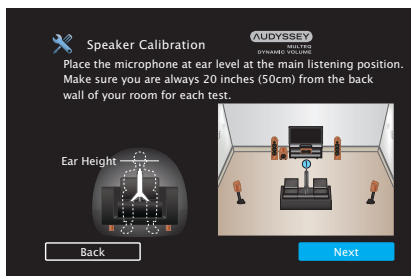 Speaker Calibration
AUDYSSEY
MULTEQ
DYNAMIC VOLUME
Place the microphone at ear level at the main listening position.
Make sure you are always 20 inches (50cm) from the back
wall of your room for each test.
Ear Height
Back
Next